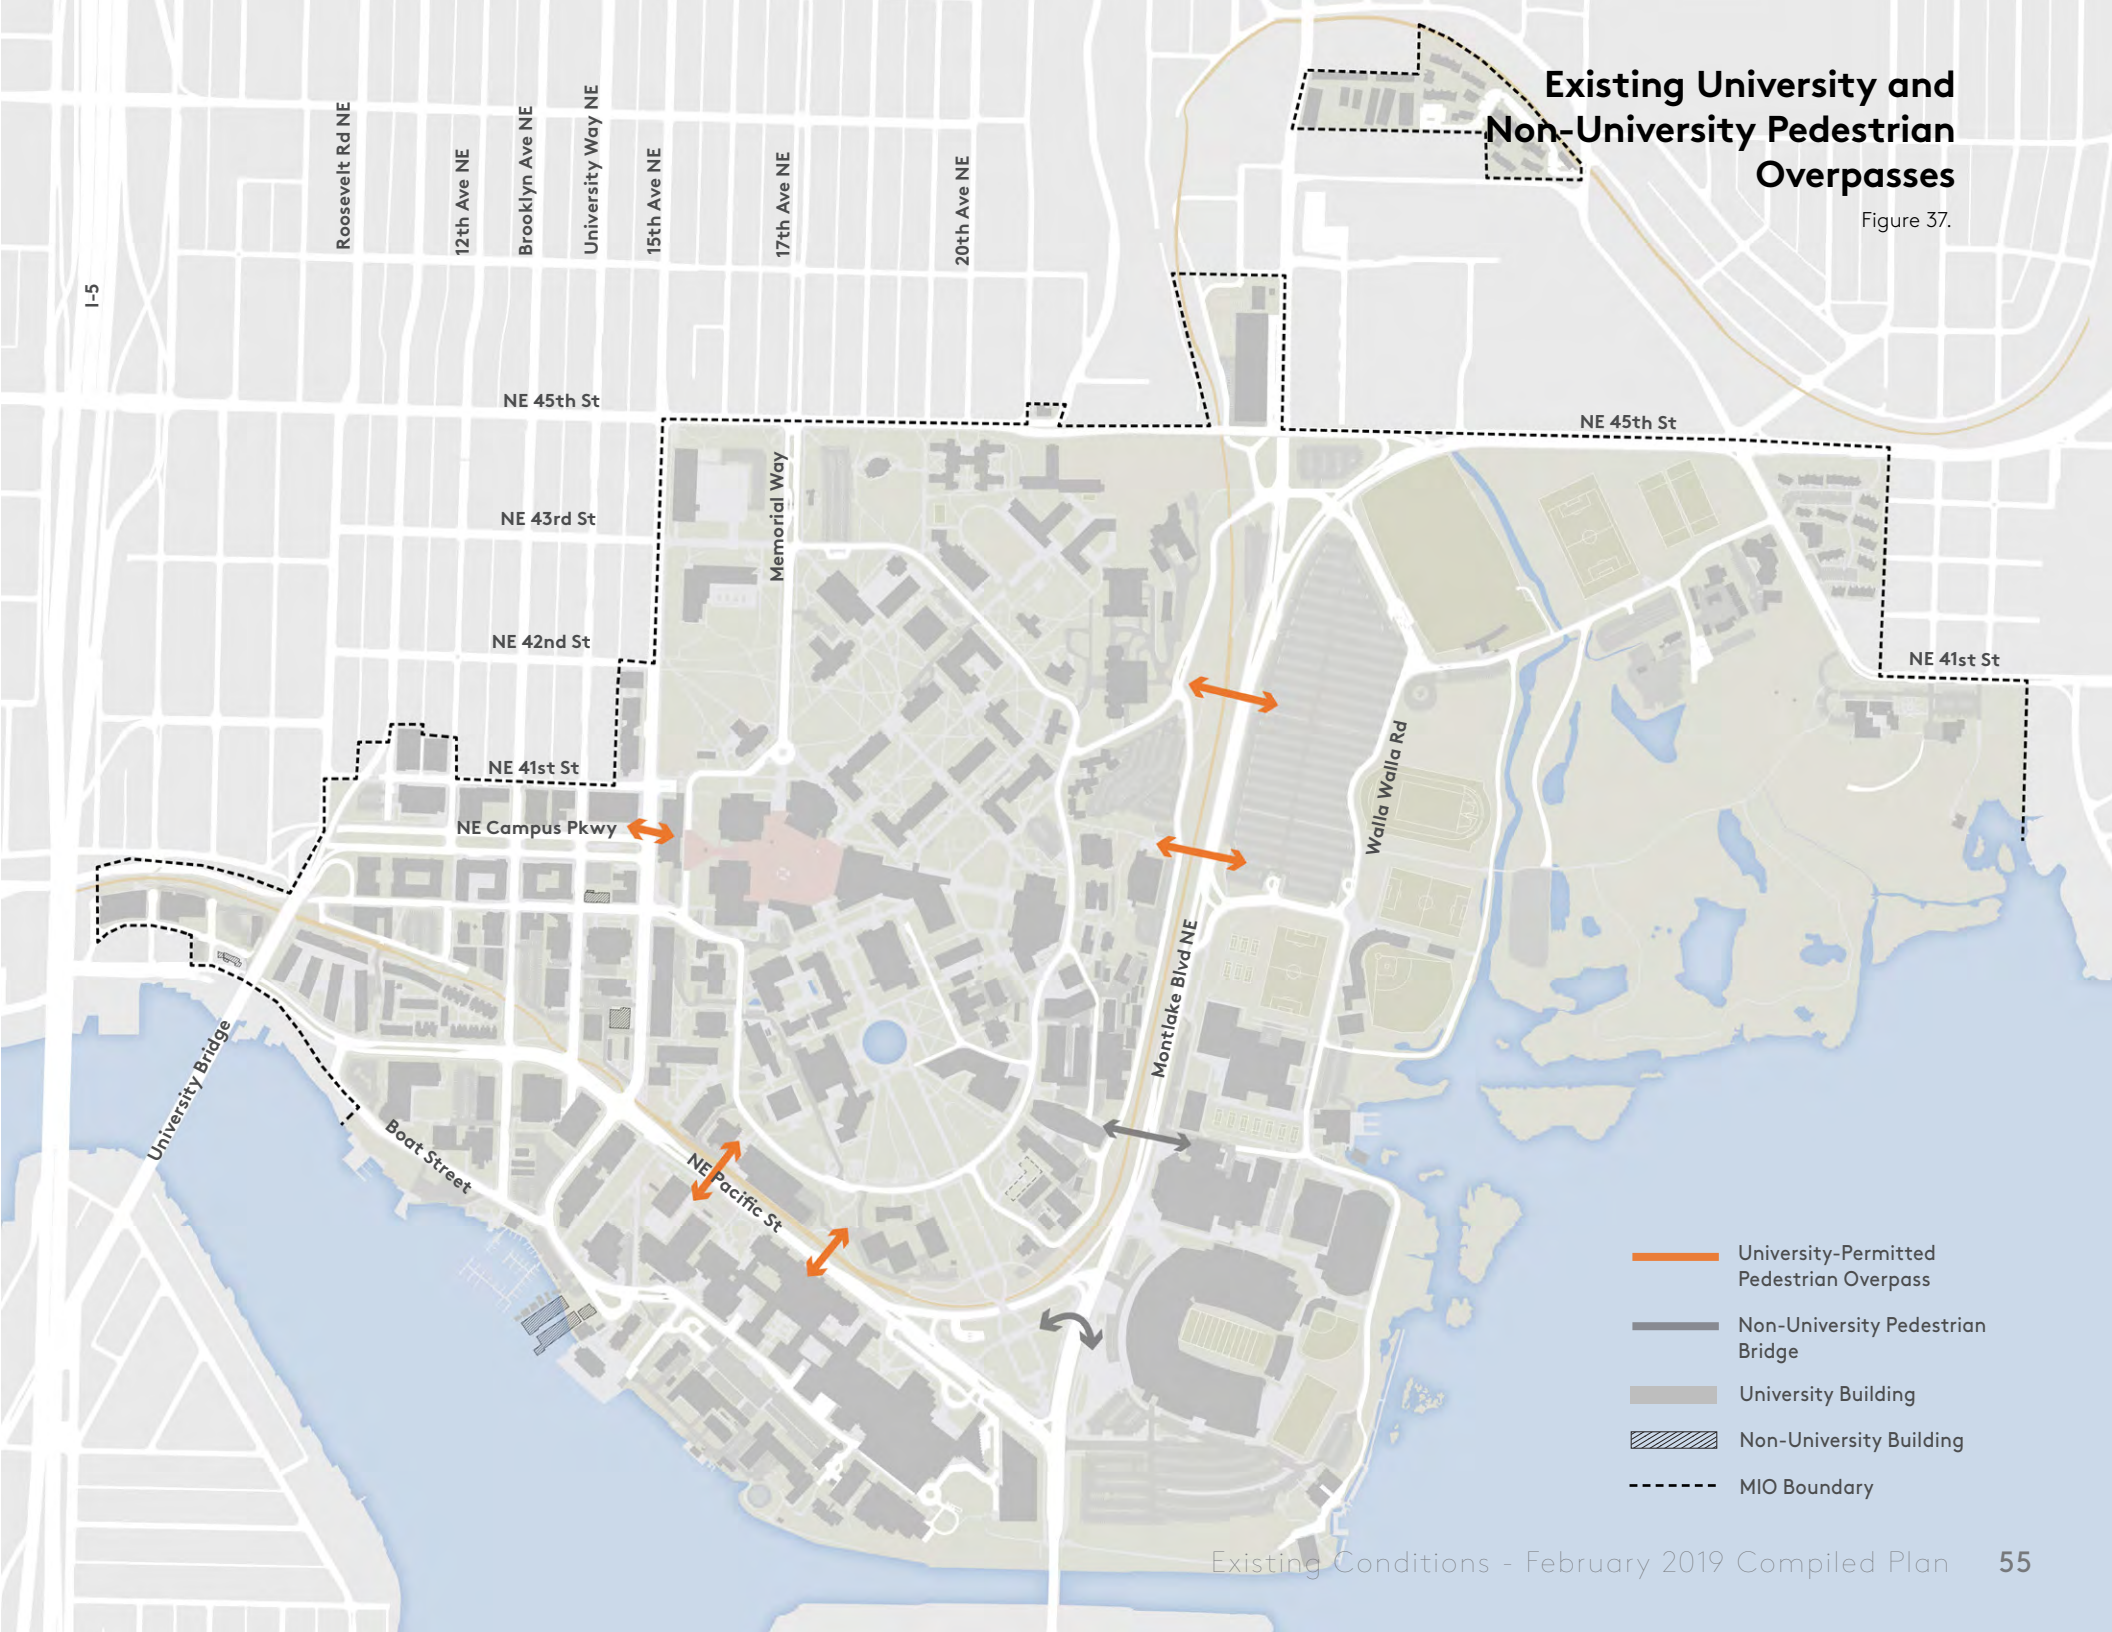 Existing University and
Non-University Pedestrian
Overpasses
Figure 37.
Roosevelt Rd NE
12th Ave NE
Brooklyn Ave NE
University Way NE
15th Ave NE
17th Ave NE
20th Ave NE
I-5
NE 45th St
NE 45th St
Memorial Way
NE 43rd St
NE 42nd St
NE 41st St
NE 41st St
NE Campus Pkwy
Walla Walla Rd
Montlake Blvd NE
University Bridge
Boat Street
NE Pacific St
University-Permitted
Pedestrian Overpass
Non-University Pedestrian
Bridge
University Building
Non-University Building
MIO Boundary
Existing Conditions - February 2019 Compiled Plan 55